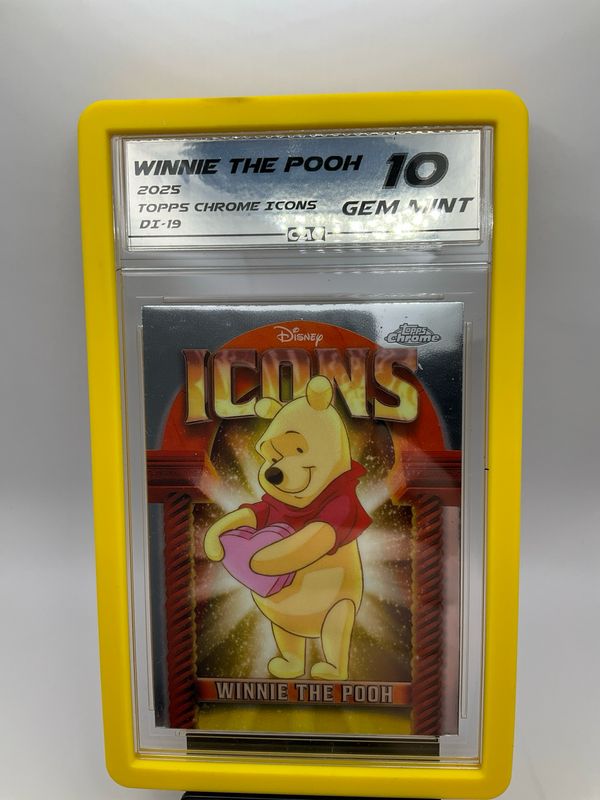 WINNIE THE POOH 10
2025
TOPPS CHROME ICONS GEM MINT
DI-19
Disney
TOPPS
Chrome
ICONS
WINNIE THE POOH